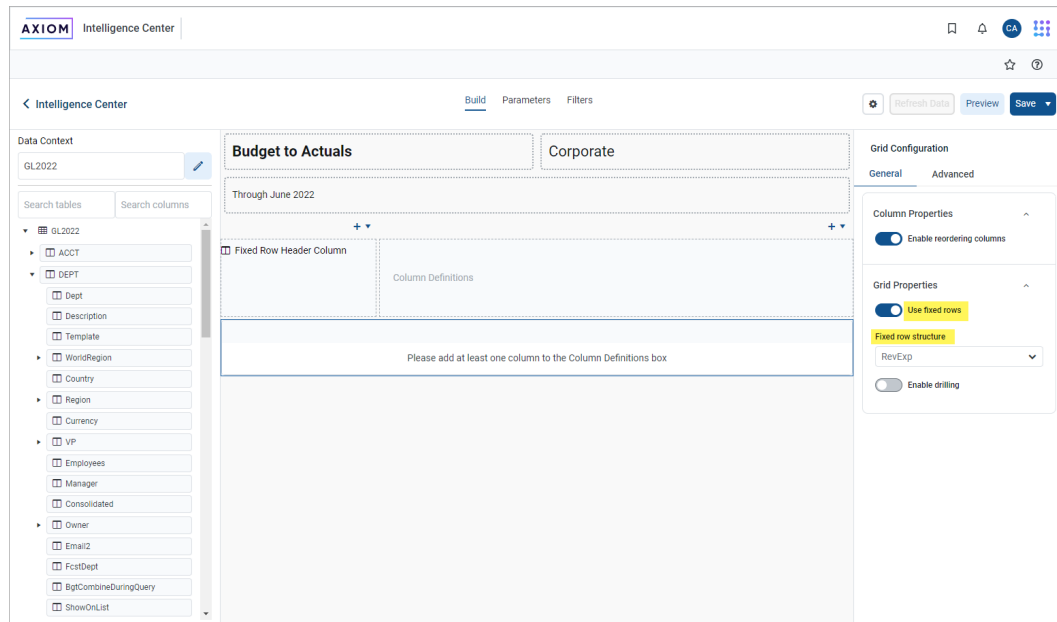 AXIOM Intelligence Center
CA
Intelligence Center
Build Parameters Filters
Refresh Data Preview Save
Data Context
GL2022
Search tables Search columns
GL2022
ACCT
DEPT
Dept
Description
Template
WorldRegion
Country
Region
Currency
VP
Employees
Manager
Consolidated
Owner
Email2
FcstDept
BgtCombineDuringQuery
ShowOnList
Budget to Actuals
Corporate
Through June 2022
Fixed Row Header Column
Column Definitions
Please add at least one column to the Column Definitions box
Grid Configuration
General Advanced
Column Properties
Enable reordering columns
Grid Properties
Use fixed rows
Fixed row structure
RevExp
Enable drilling